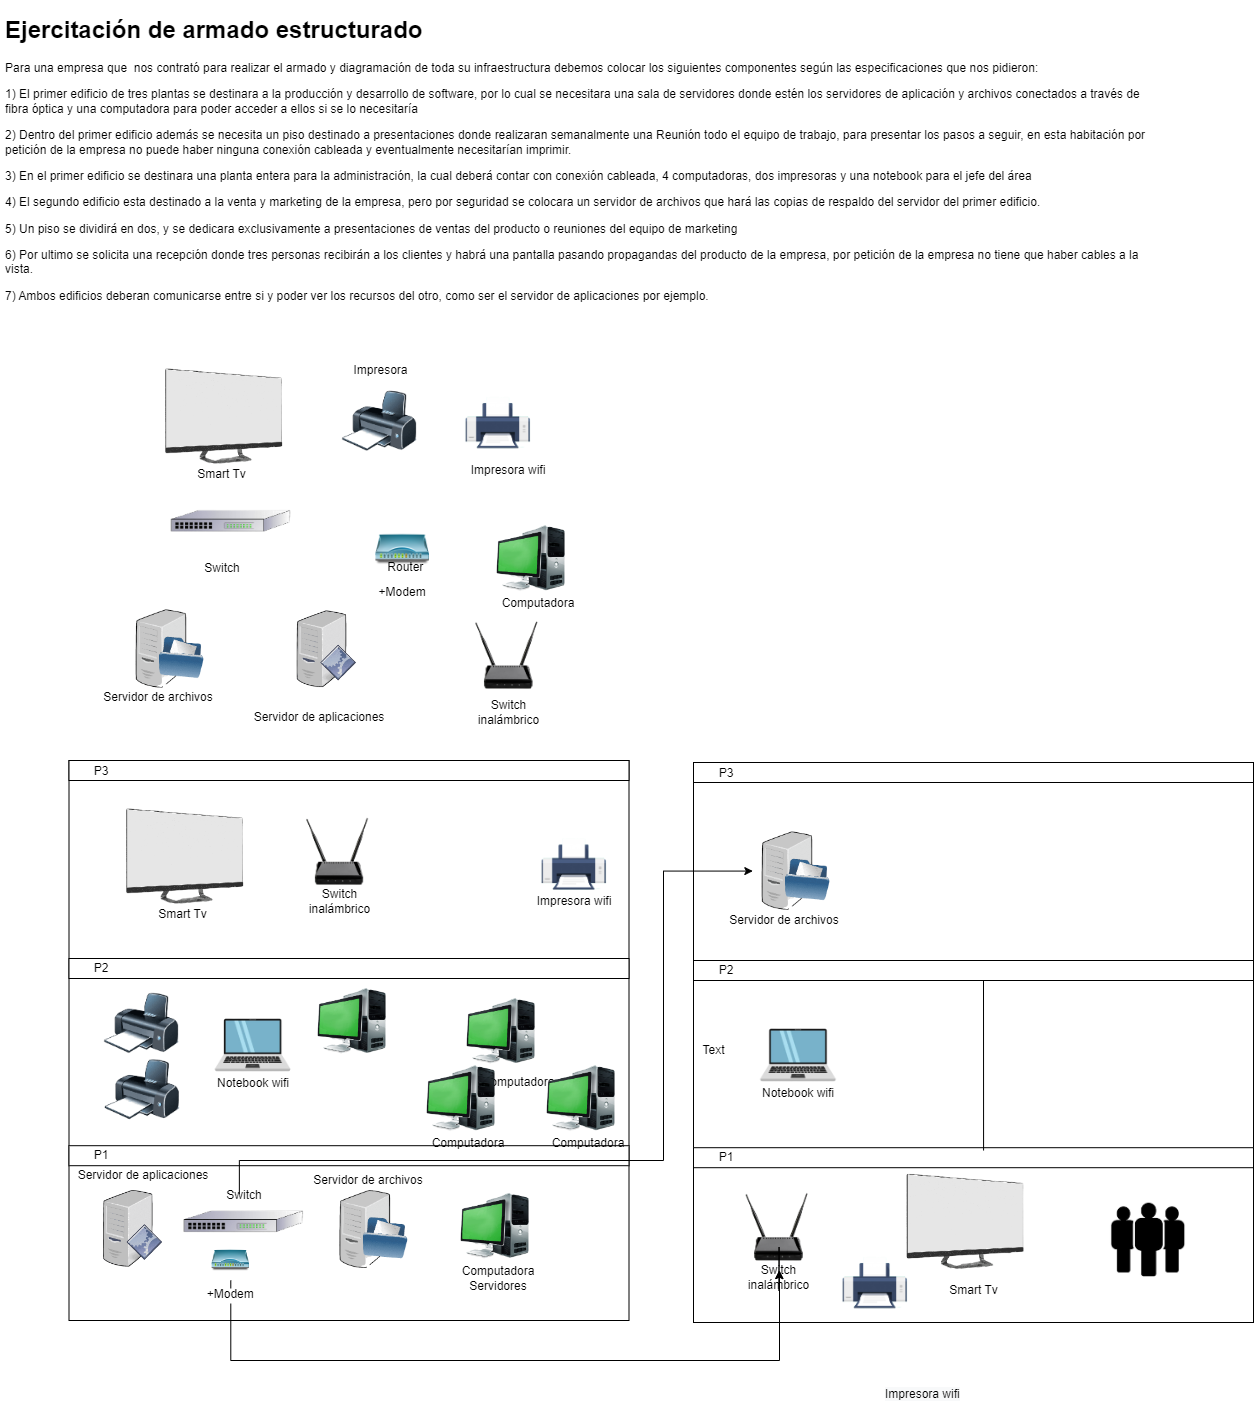 Ejercitación de armado estructurado
Para una empresa que  nos contrató para realizar el armado y diagramación de toda su infraestructura debemos colocar los siguientes componentes según las especificaciones que nos pidieron:
1) El primer edificio de tres plantas se destinara a la producción y desarrollo de software, por lo cual se necesitara una sala de servidores donde estén los servidores de aplicación y archivos conectados a través de
fibra óptica y una computadora para poder acceder a ellos si se lo necesitaría
2) Dentro del primer edificio además se necesita un piso destinado a presentaciones donde realizaran semanalmente una Reunión todo el equipo de trabajo, para presentar los pasos a seguir, en esta habitación por
petición de la empresa no puede haber ninguna conexión cableada y eventualmente necesitarían imprimir.
3) En el primer edificio se destinara una planta entera para la administración, la cual deberá contar con conexión cableada, 4 computadoras, dos impresoras y una notebook para el jefe del área
4) El segundo edificio esta destinado a la venta y marketing de la empresa, pero por seguridad se colocara un servidor de archivos que hará las copias de respaldo del servidor del primer edificio.
5) Un piso se dividirá en dos, y se dedicara exclusivamente a presentaciones de ventas del producto o reuniones del equipo de marketing
6) Por ultimo se solicita una recepción donde tres personas recibirán a los clientes y habrá una pantalla pasando propagandas del producto de la empresa, por petición de la empresa no tiene que haber cables a la
vista.
7) Ambos edificios deberan comunicarse entre si y poder ver los recursos del otro, como ser el servidor de aplicaciones por ejemplo.
Impresora
Smart Tv
Impresora wifi
Switch
Router
+Modem
Computadora
Servidor de archivos
Servidor de aplicaciones
Switch
inalámbrico
P3
Smart Tv
Switch
inalámbrico
Impresora wifi
P2
Notebook wifi
Computadora
Computadora
Computadora
P1
Servidor de aplicaciones
Switch
Servidor de archivos
+Modem
Computadora
Servidores
P3
Servidor de archivos
P2
Text
Notebook wifi
P1
Switch
inalámbrico
Smart Tv
Impresora wifi